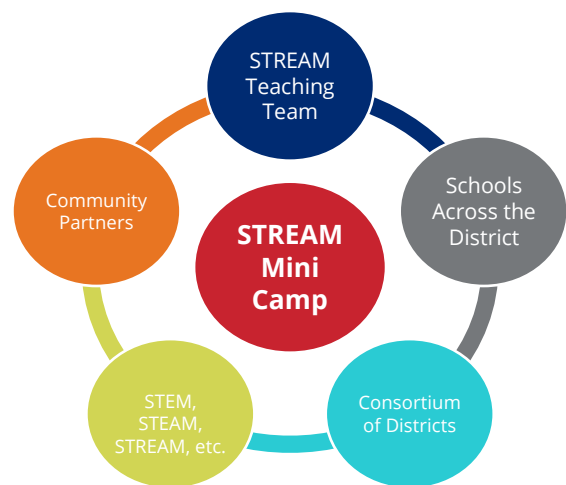 STREAM
Teaching
Team
Schools
Across the
District
Consortium
of Districts
STEM,
STEAM,
STREAM, etc.
Community
Partners
STREAM
Mini
Camp